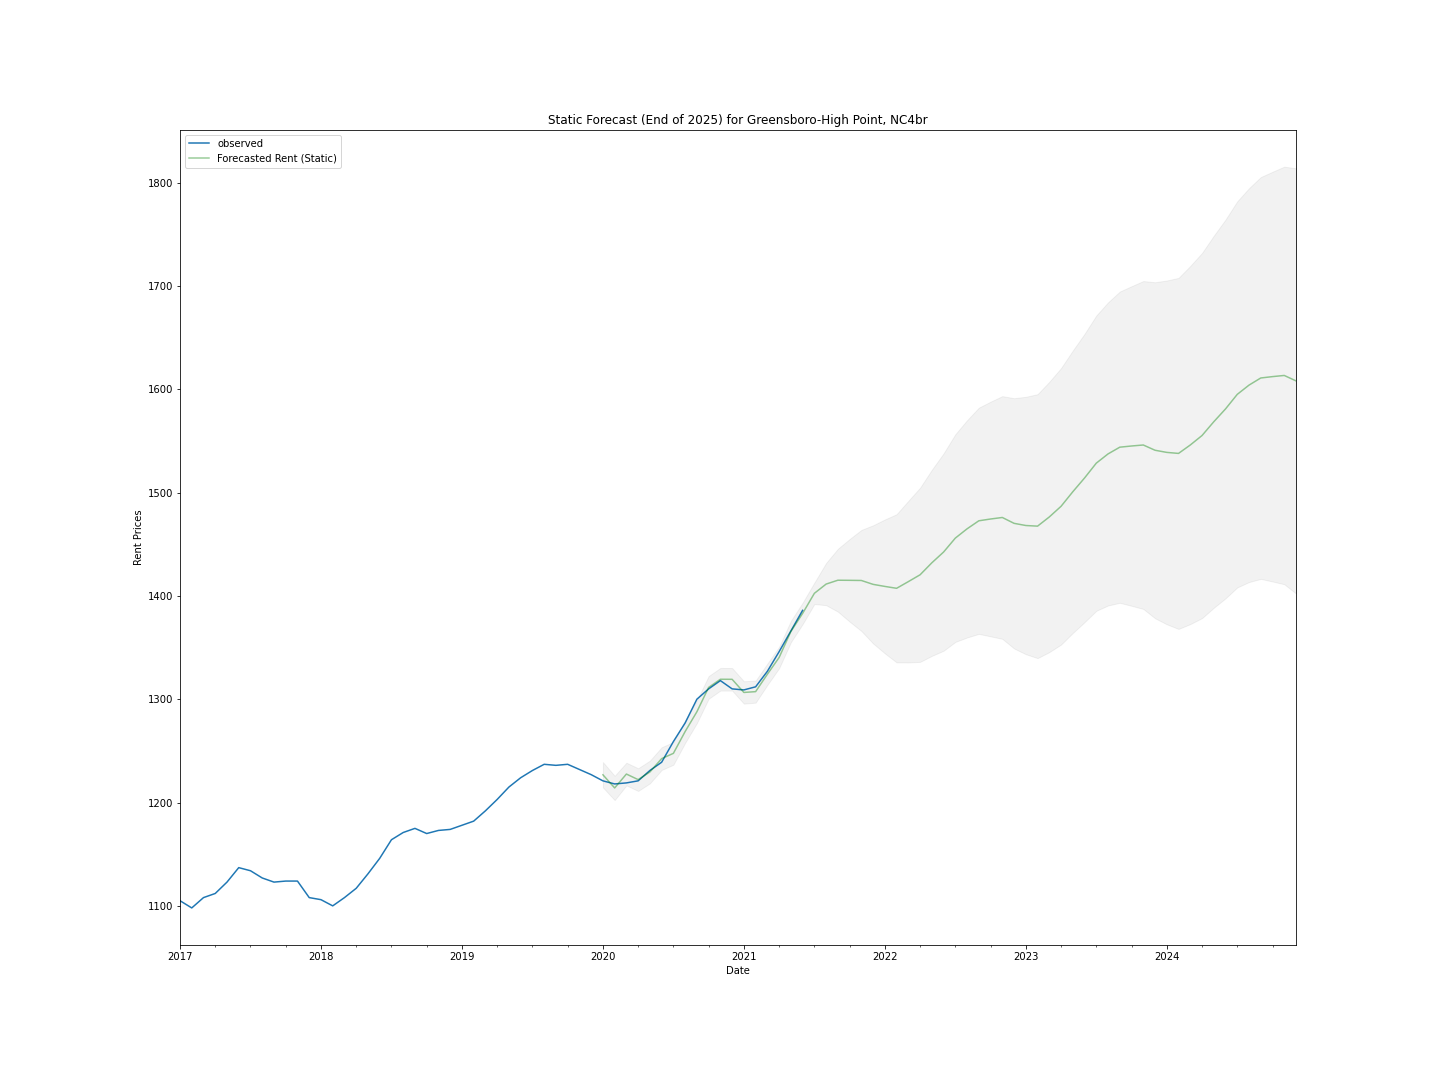 Static Forecast (End of 2025) for Greensboro-High Point, NC4br
observed
Forecasted Rent (Static)
1800
1700
1600
1500
1400
1300
1200
1100
Rent Prices
2017 2018 2019 2020 2021 2022 2023 2024
Date